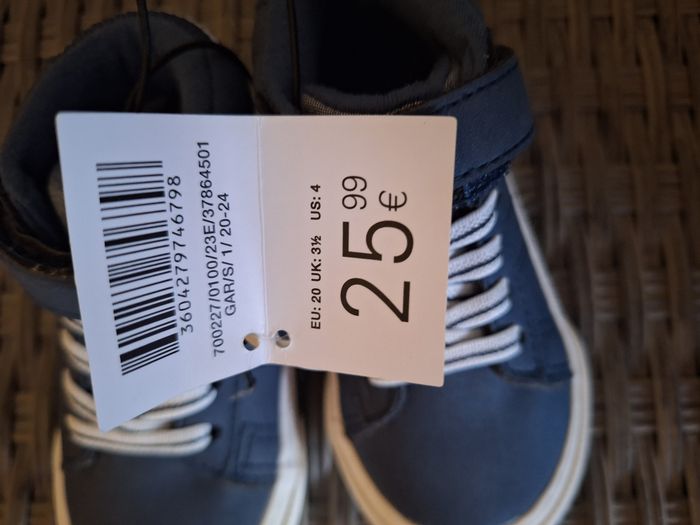 3604279746798
700227/0100/23E/37864501
GAR/S/ 1/ 20-24
EU: 20 UK: 3½ US: 4
25 99 €